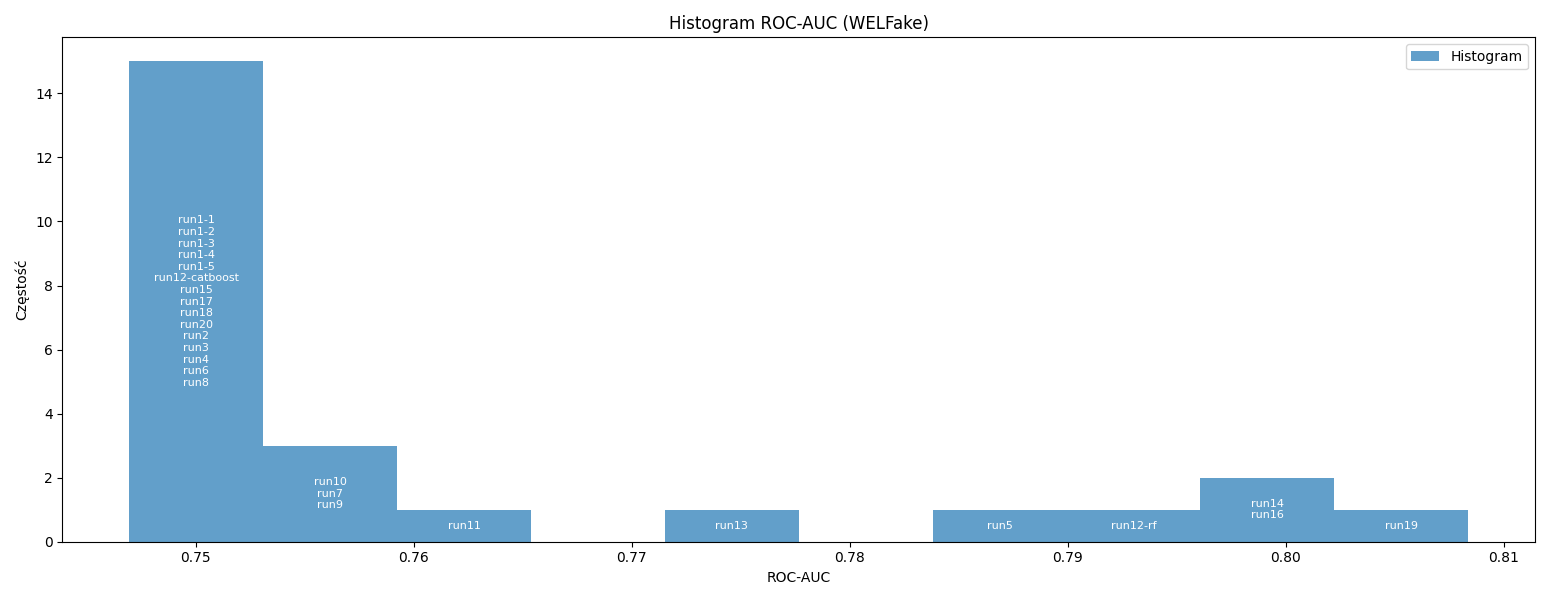 Histogram ROC-AUC (WELFake)
Histogram
Częstość
14
12
10
8
6
4
2
0
run1-1
run1-2
run1-3
run1-4
run1-5
run12-catboost
run15
run17
run18
run20
run2
run3
run4
run6
run8
run10
run7
run9
run11
run13
run5
run12-rf
run14
run16
run19
0.75 0.76 0.77 0.78 0.79 0.80 0.81
ROC-AUC